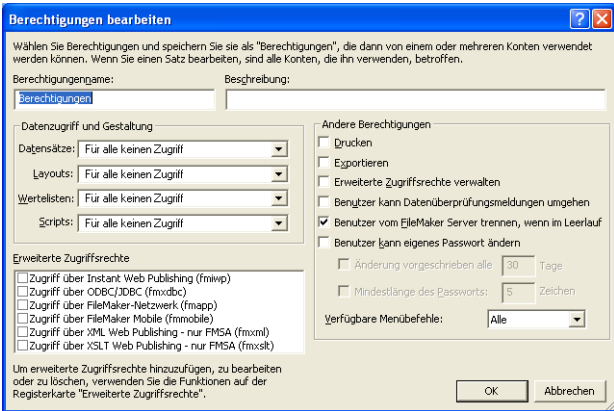 Berechtigungen bearbeiten
Wählen Sie Berechtigungen und speichern Sie sie als "Berechtigungen", die dann von einem oder mehreren Konten verwendet
werden können. Wenn Sie einen Satz bearbeiten, sind alle Konten, die ihn verwenden, betroffen.
Berechtigungenname:
Beschreibung:
Berechtigungen
Datenzugriff und Gestaltung
Datensätze: Für alle keinen Zugriff
Layouts: Für alle keinen Zugriff
Wertelisten: Für alle keinen Zugriff
Scripts: Für alle keinen Zugriff
Erweiterte Zugriffsrechte
Zugriff über Instant Web Publishing (fmiwp)
Zugriff über ODBC/JDBC (fmxdbc)
Zugriff über FileMaker-Netzwerk (fmapp)
Zugriff über FileMaker Mobile (fmmobile)
Zugriff über XML Web Publishing - nur FMSA (fmxml)
Zugriff über XSLT Web Publishing - nur FMSA (fmxslt)
Um erweiterte Zugriffsrechte hinzuzufügen, zu bearbeiten
oder zu löschen, verwenden Sie die Funktionen auf der
Registerkarte "Erweiterte Zugriffsrechte".
Andere Berechtigungen
Drucken
Exportieren
Erweiterte Zugriffsrechte verwalten
Benutzer kann Datenüberprüfungsmeldungen umgehen
Benutzer vom FileMaker Server trennen, wenn im Leerlauf
Benutzer kann eigenes Passwort ändern
Änderung vorgeschrieben alle 30 Tage
Mindestlänge des Passworts: 5 Zeichen
Verfügbare Menübefehle: Alle
OK
Abbrechen